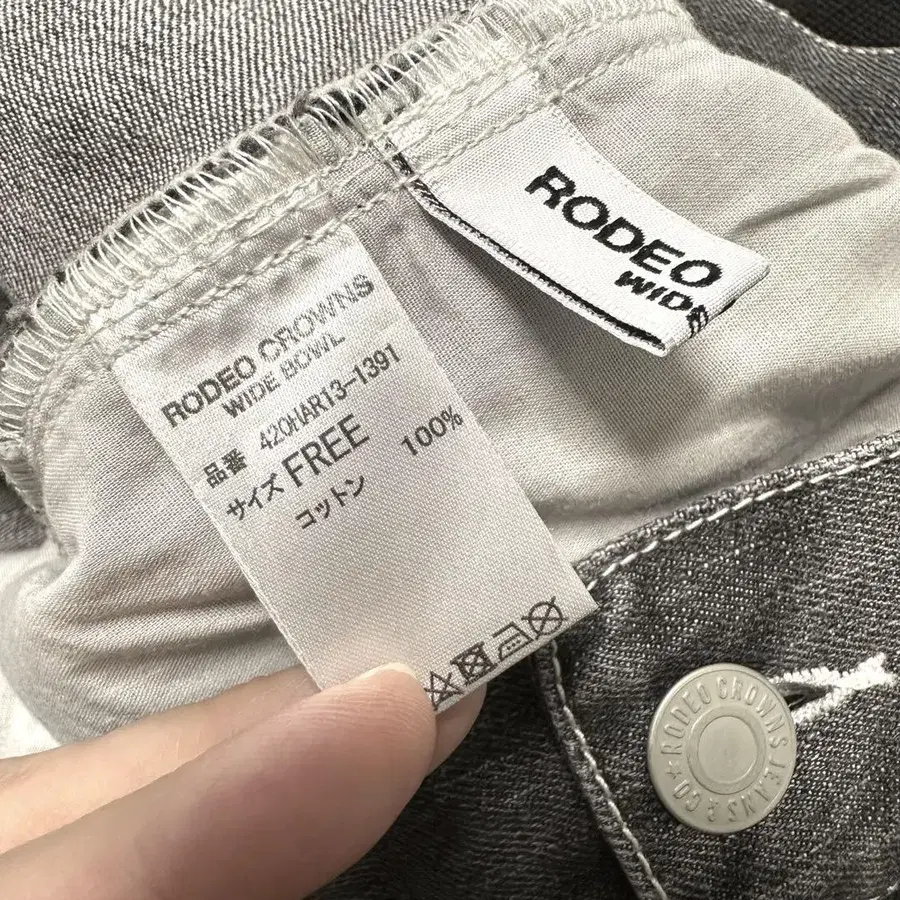 RODEO
WIDE
RODEO CROWNS
WIDE BOWL
品番 420HAR13-1391
サイズ FREE
コットン 100%
RODEO CROWNS JEANS & CO